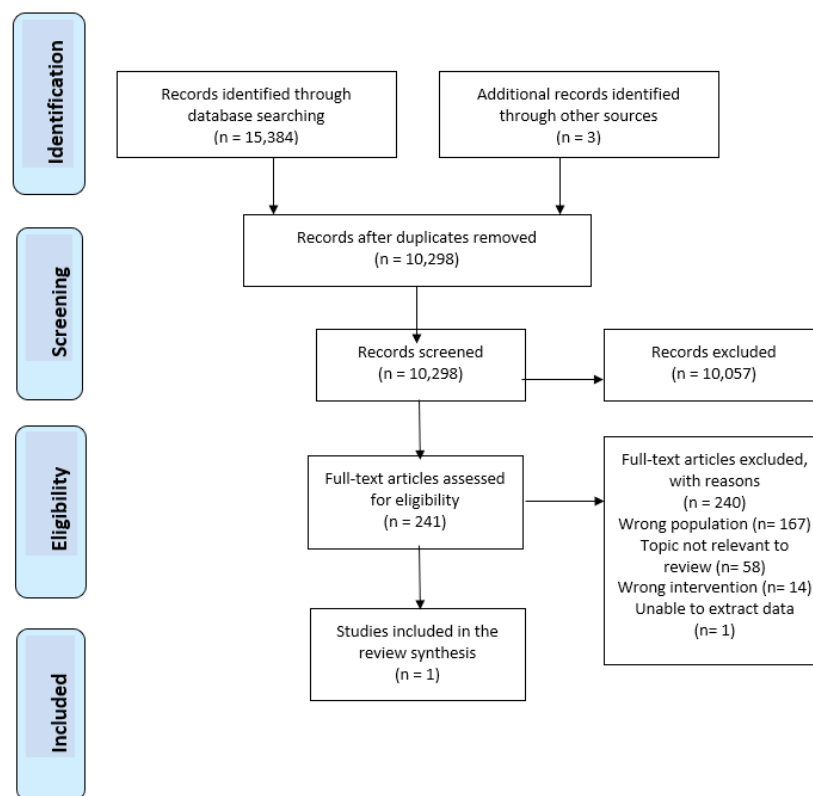 Identification
Records identified through
database searching
(n = 15,384)
Additional records identified
through other sources
(n = 3)
Records after duplicates removed
(n = 10,298)
Screening
Records screened
(n = 10,298)
Records excluded
(n = 10,057)
Eligibility
Full-text articles assessed
for eligibility
(n = 241)
Full-text articles excluded,
with reasons
(n = 240)
Wrong population (n= 167)
Topic not relevant to
review (n= 58)
Wrong intervention (n= 14)
Unable to extract data
(n= 1)
Included
Studies included in the
review synthesis
(n = 1)